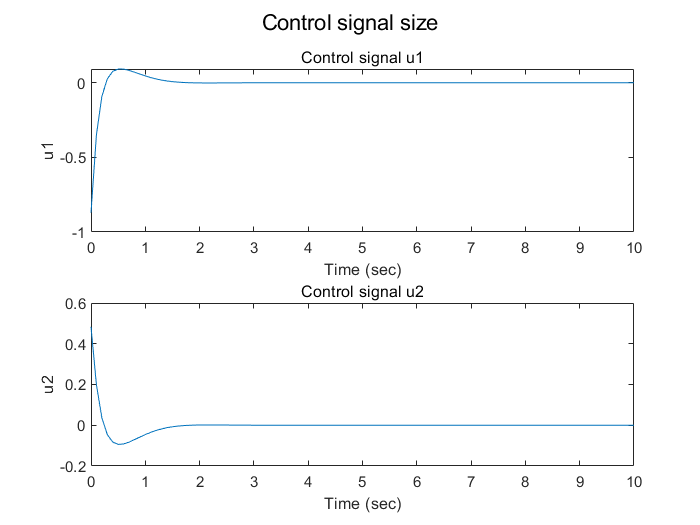 Control signal size
Control signal u1
0
-0.5
-1
u1
0 1 2 3 4 5 6 7 8 9 10
Time (sec)
Control signal u2
0.6
0.4
0.2
0
-0.2
u2
0 1 2 3 4 5 6 7 8 9 10
Time (sec)